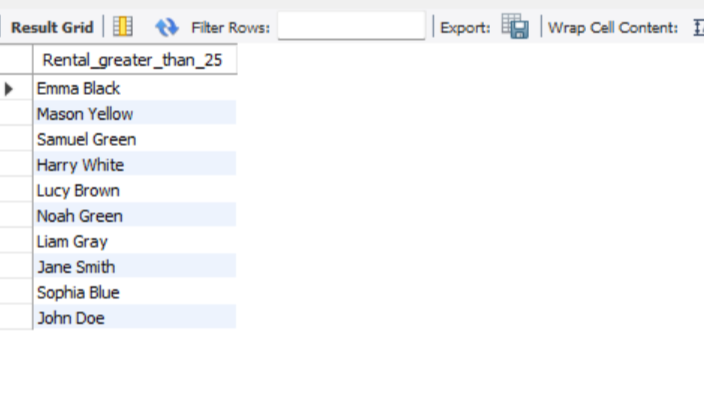 Result Grid Filter Rows: Export: Wrap Cell Content:
Rental_greater_than_25
Emma Black
Mason Yellow
Samuel Green
Harry White
Lucy Brown
Noah Green
Liam Gray
Jane Smith
Sophia Blue
John Doe